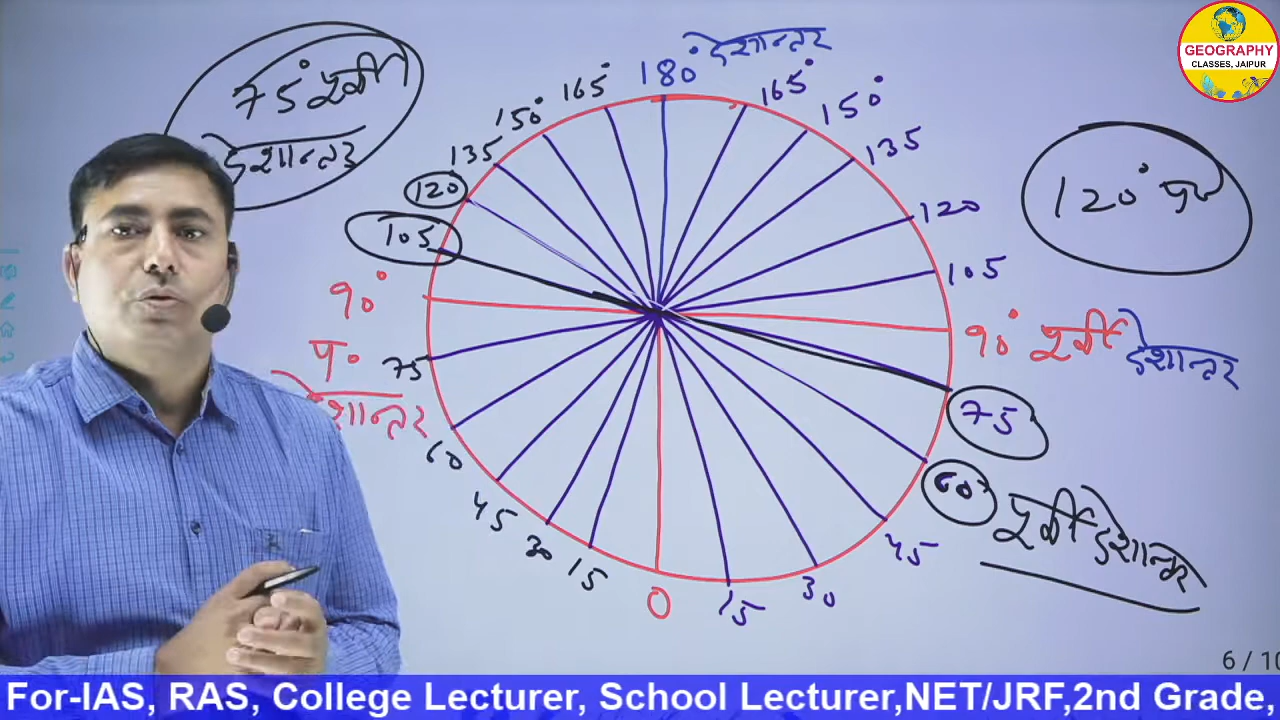 75° पूर्वी
देशान्तर
180° देशान्तर
165°
165°
150°
150°
135
135
120
120
105
105
90°
90° पूर्वी देशान्तर
प०
देशान्तर
75
75
60
60°
पूर्वी देशान्तर
45
45
30
30
15
15
0
120°
GEOGRAPHY
CLASSES, JAIPUR
6 / 10
For-IAS, RAS, College Lecturer, School Lecturer,NET/JRF,2nd Grade,